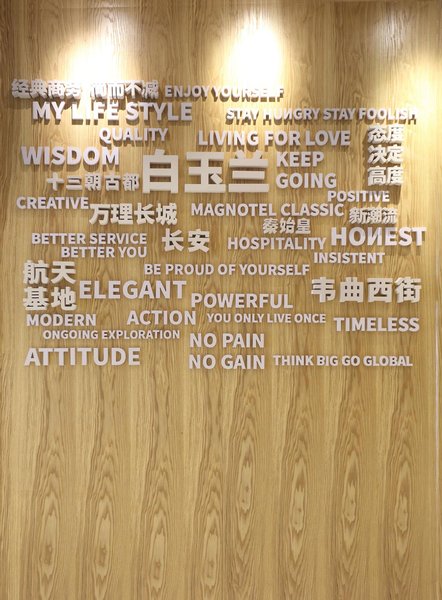 经典商务 简而不减 ENJOY YOURSELF
MY LIFE STYLE STAY HUNGRY STAY FOOLISH
QUALITY LIVING FOR LOVE 态度
WISDOM 白玉兰 KEEP 决定
十三朝古都 GOING 高度
CREATIVE 万理长城 MAGNOTEL CLASSIC POSITIVE 新潮流
秦始皇
BETTER SERVICE 长安 HOSPITALITY HOИEST
BETTER YOU INSISTENT
航天 BE PROUD OF YOURSELF
基地 ELEGANT POWERFUL 韦曲西街
MODERN ACTION YOU ONLY LIVE ONCE TIMELESS
ONGOING EXPLORATION NO PAIN
ATTITUDE NO GAIN THINK BIG GO GLOBAL